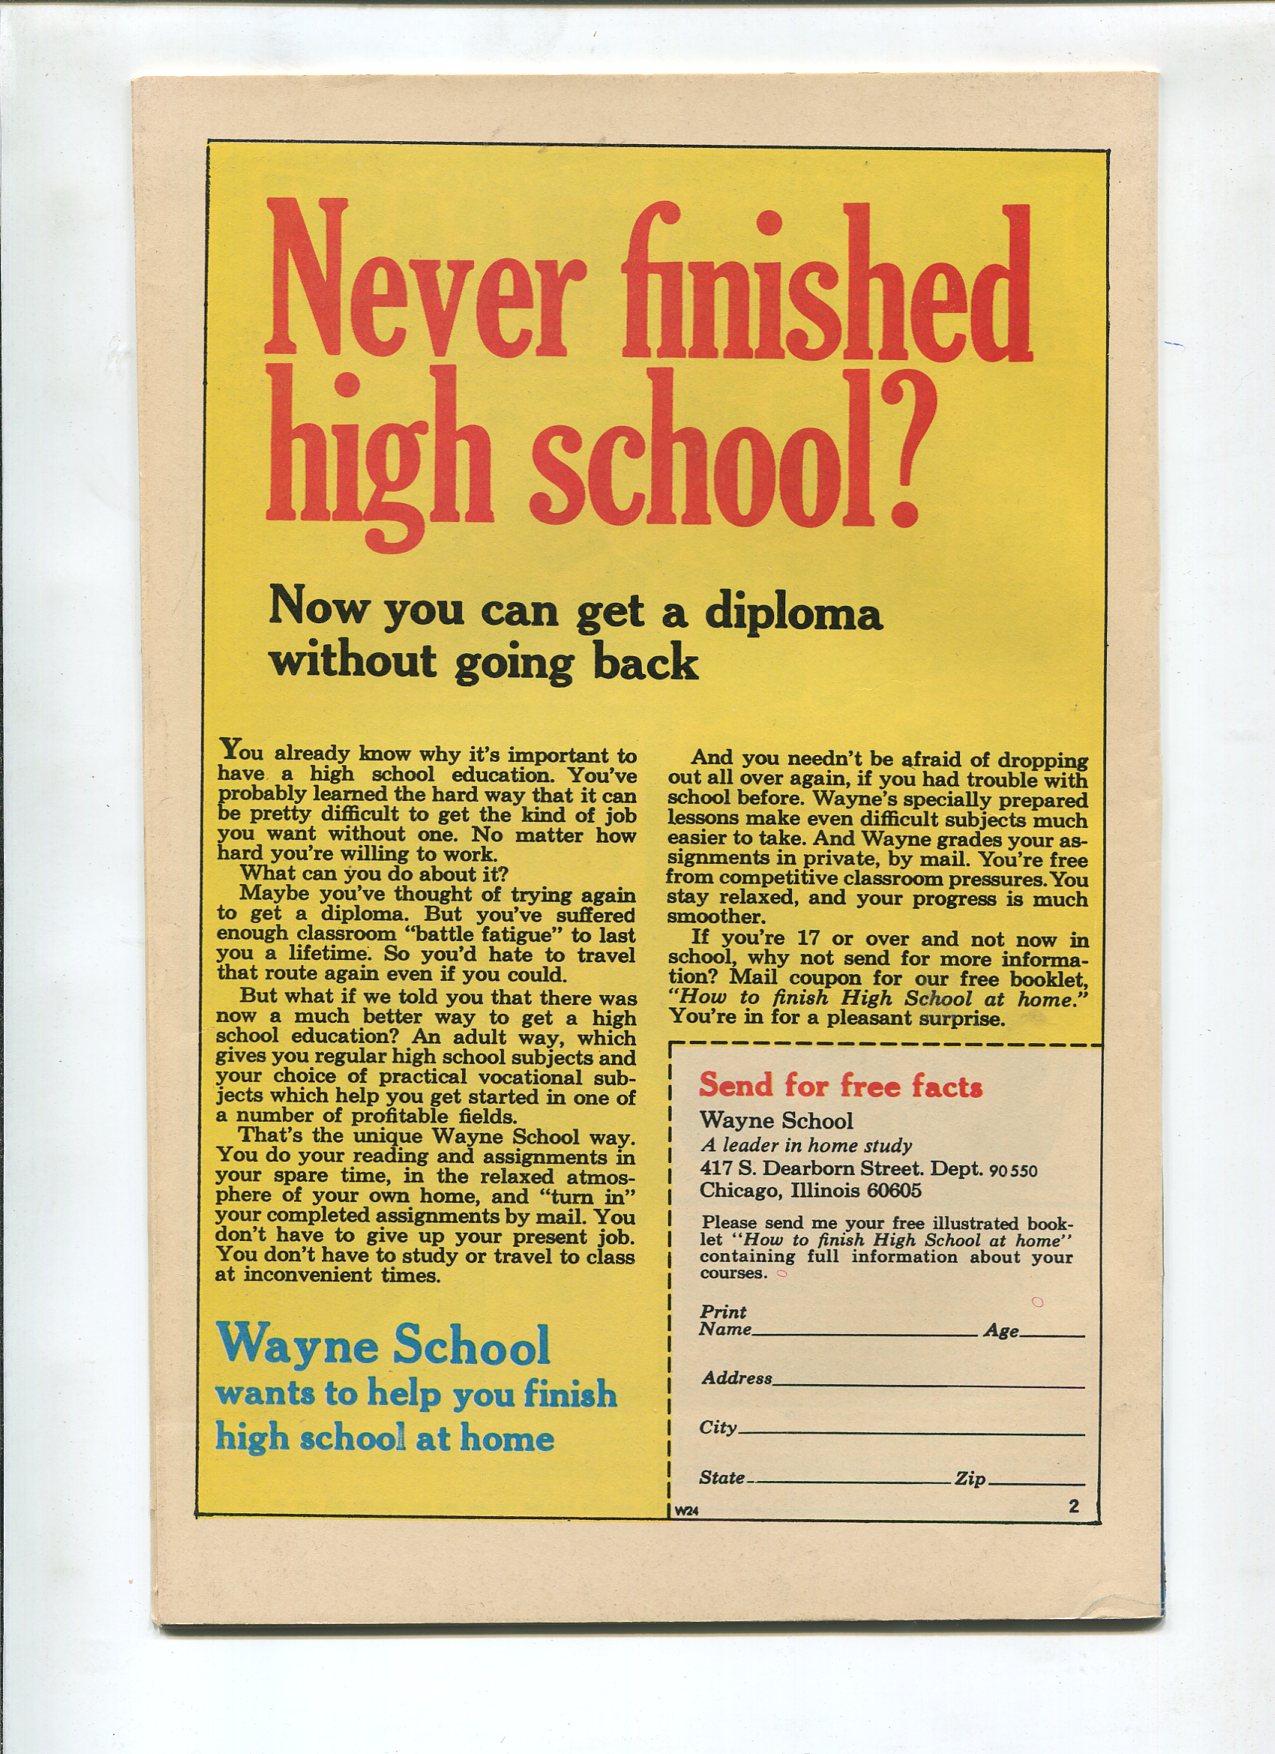 Never finished
high school?
Now you can get a diploma
without going back
You already know why it's important to
have a high school education. You've
probably learned the hard way that it can
be pretty difficult to get the kind of job
you want without one. No matter how
hard you're willing to work.
What can you do about it?
Maybe you've thought of trying again
to get a diploma. But you've suffered
enough classroom “battle fatigue” to last
you a lifetime. So you'd hate to travel
that route again even if you could.
But what if we told you that there was
now a much better way to get a high
school education? An adult way, which
gives you regular high school subjects and
your choice of practical vocational sub-
jects which help you get started in one of
a number of profitable fields.
That's the unique Wayne School way.
You do your reading and assignments in
your spare time, in the relaxed atmos-
phere of your own home, and “turn in”
your completed assignments by mail. You
don't have to give up your present job.
You don't have to study or travel to class
at inconvenient times.
Wayne School
wants to help you finish
high school at home
And you needn't be afraid of dropping
out all over again, if you had trouble with
school before. Wayne's specially prepared
lessons make even difficult subjects much
easier to take. And Wayne grades your as-
signments in private, by mail. You're free
from competitive classroom pressures. You
stay relaxed, and your progress is much
smoother.
If you're 17 or over and not now in
school, why not send for more informa-
tion? Mail coupon for our free booklet,
“How to finish High School at home.”
You're in for a pleasant surprise.
Send for free facts
Wayne School
A leader in home study
417 S. Dearborn Street. Dept. 90550
Chicago, Illinois 60605
Please send me your free illustrated book-
let “How to finish High School at home”
containing full information about your
courses.
Print
Name Age
Address
City
State Zip
W24 2